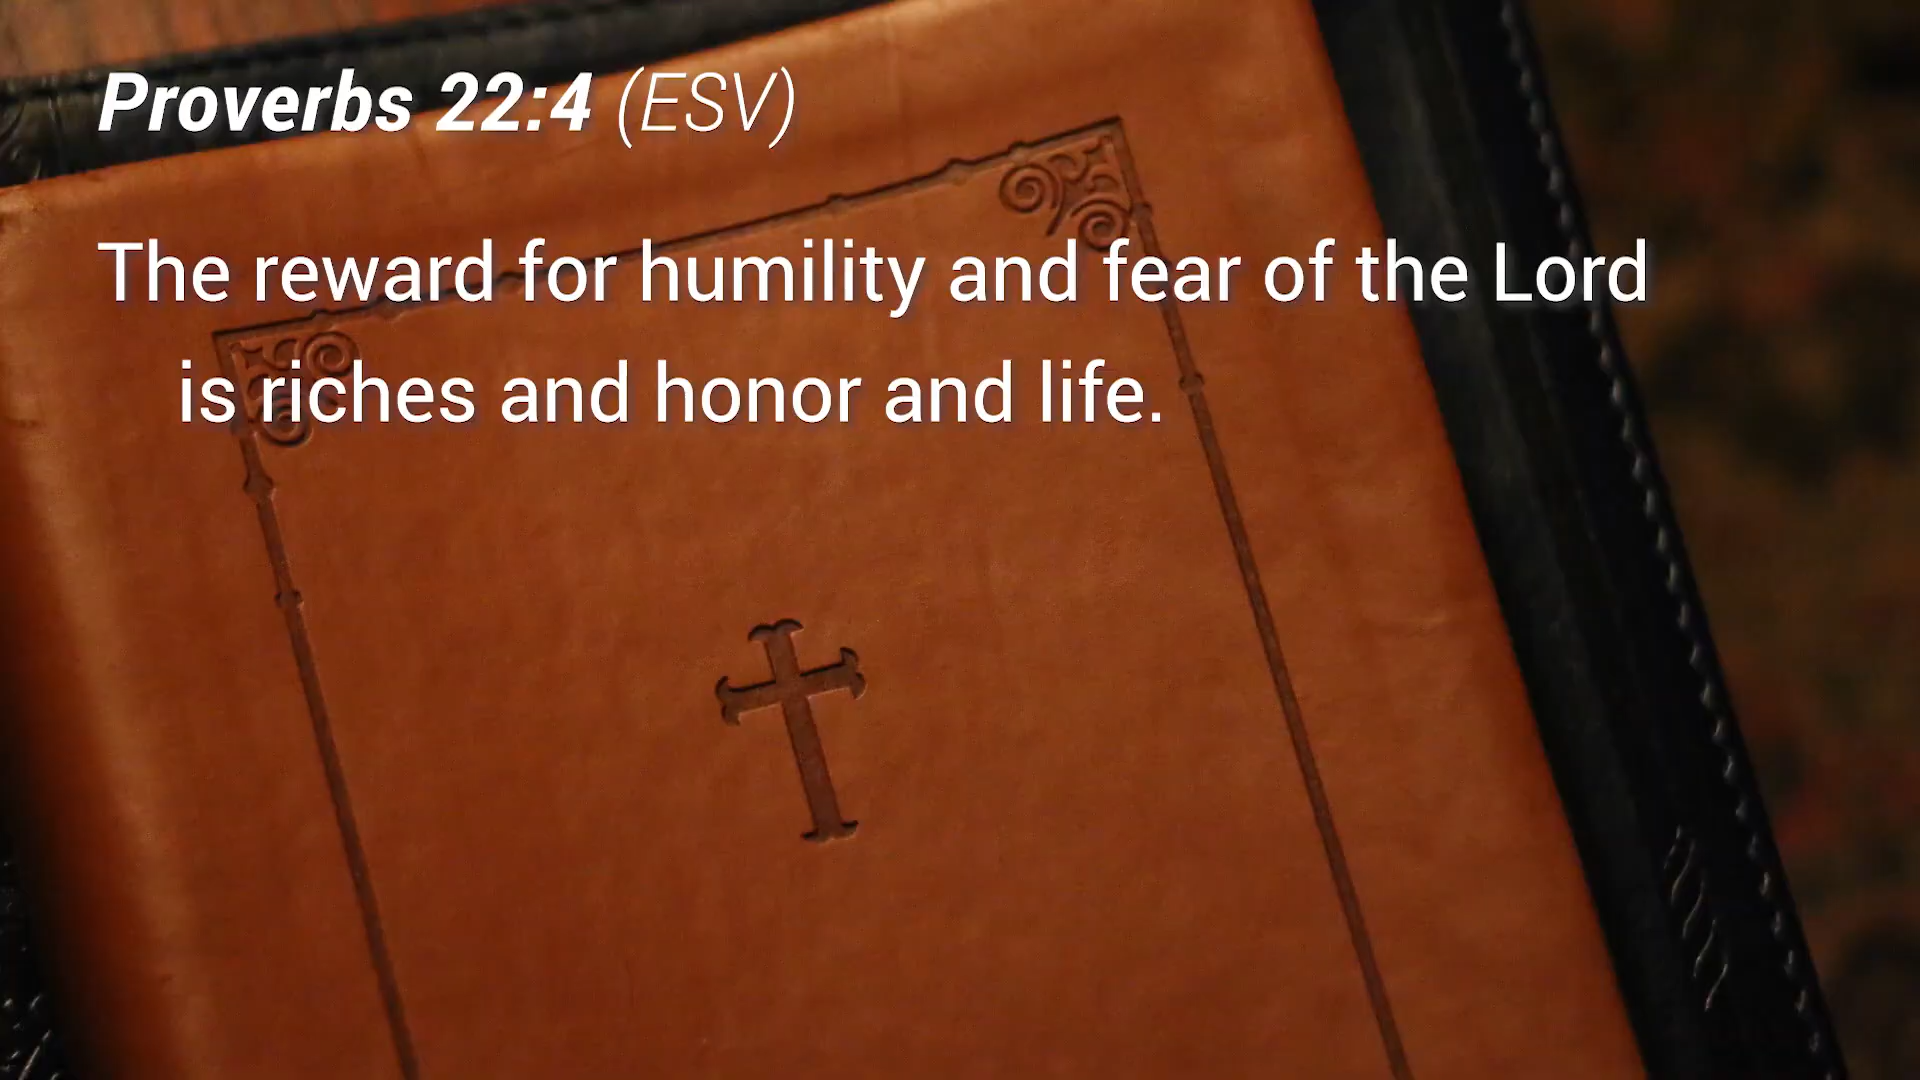 Proverbs 22:4 (ESV)
The reward for humility and fear of the Lord
is riches and honor and life.